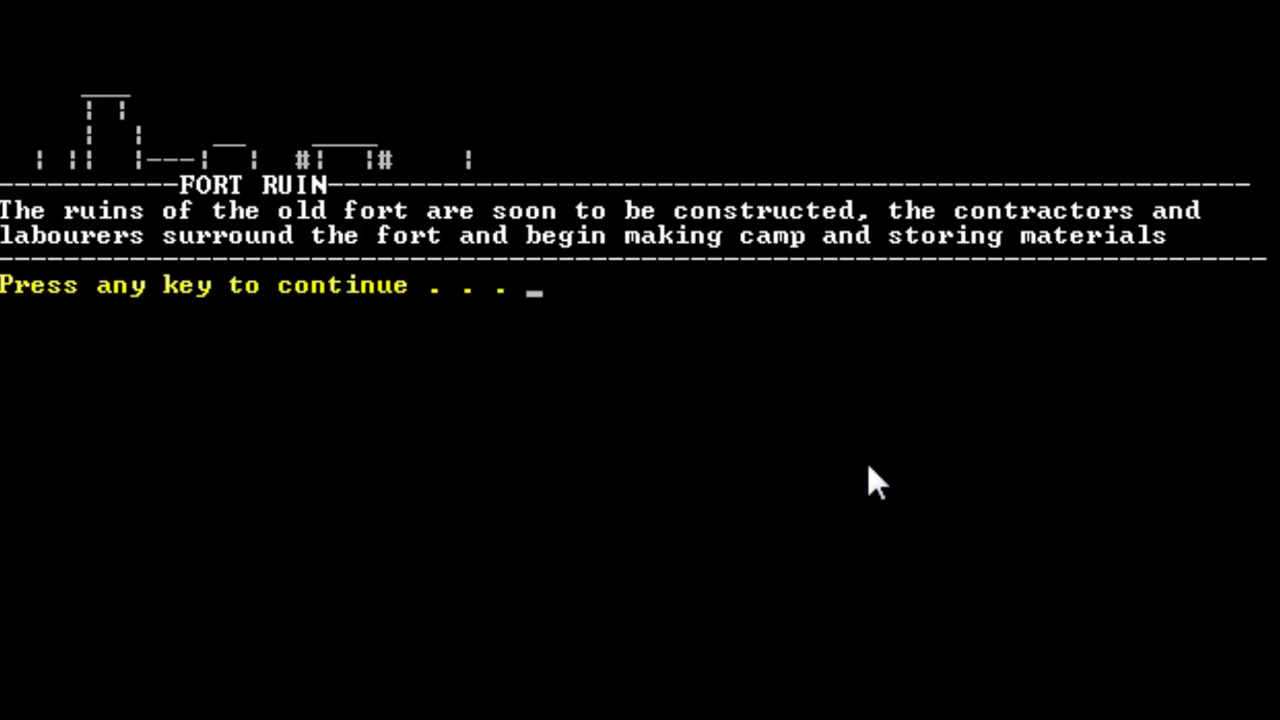 FORT RUIN
The ruins of the old fort are soon to be constructed, the contractors and
labourers surround the fort and begin making camp and storing materials
Press any key to continue . . . _